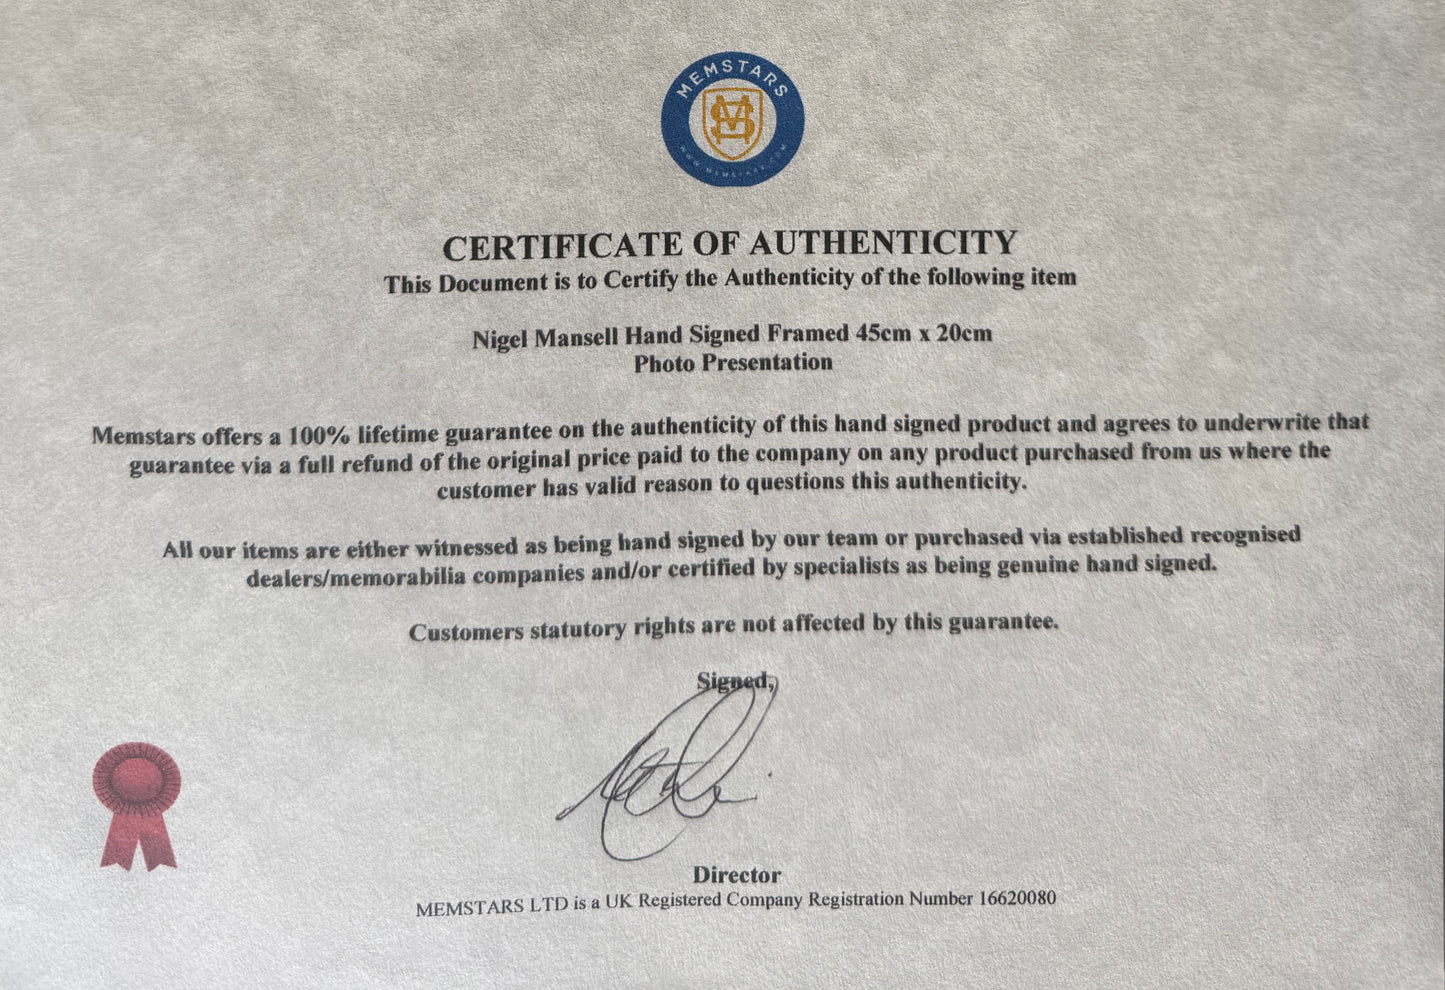 MEMSTARS
MS
WWW.MEMSTARS.COM
CERTIFICATE OF AUTHENTICITY
This Document is to Certify the Authenticity of the following item
Nigel Mansell Hand Signed Framed 45cm x 20cm
Photo Presentation
Memstars offers a 100% lifetime guarantee on the authenticity of this hand signed product and agrees to underwrite that
guarantee via a full refund of the original price paid to the company on any product purchased from us where the
customer has valid reason to questions this authenticity.
All our items are either witnessed as being hand signed by our team or purchased via established recognised
dealers/memorabilia companies and/or certified by specialists as being genuine hand signed.
Customers statutory rights are not affected by this guarantee.
Signed,
Director
MEMSTARS LTD is a UK Registered Company Registration Number 16620080